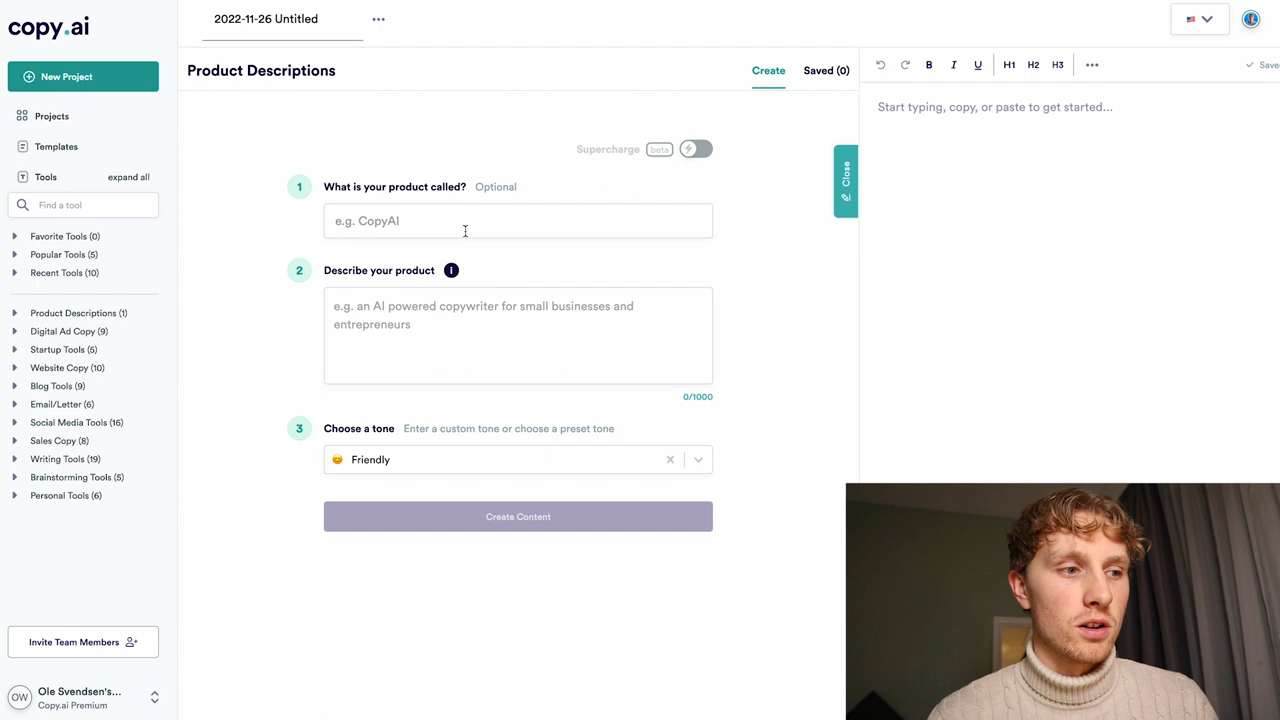 copy.ai
New Project
Projects
Templates
Tools
expand all
Find a tool
Favorite Tools (0)
Popular Tools (5)
Recent Tools (10)
Product Descriptions (1)
Digital Ad Copy (9)
Startup Tools (5)
Website Copy (10)
Blog Tools (9)
Email/Letter (6)
Social Media Tools (16)
Sales Copy (8)
Writing Tools (19)
Brainstorming Tools (5)
Personal Tools (6)
Invite Team Members
OW
Ole Svendsen's...
Copy.ai Premium
2022-11-26 Untitled
Product Descriptions
Create
Saved (0)
Supercharge beta
1 What is your product called? Optional
e.g. CopyAI
2 Describe your product i
e.g. an AI powered copywriter for small businesses and
entrepreneurs
0/1000
3 Choose a tone Enter a custom tone or choose a preset tone
Friendly
Create Content
Close
B I U H1 H2 H3
Save
Start typing, copy, or paste to get started...